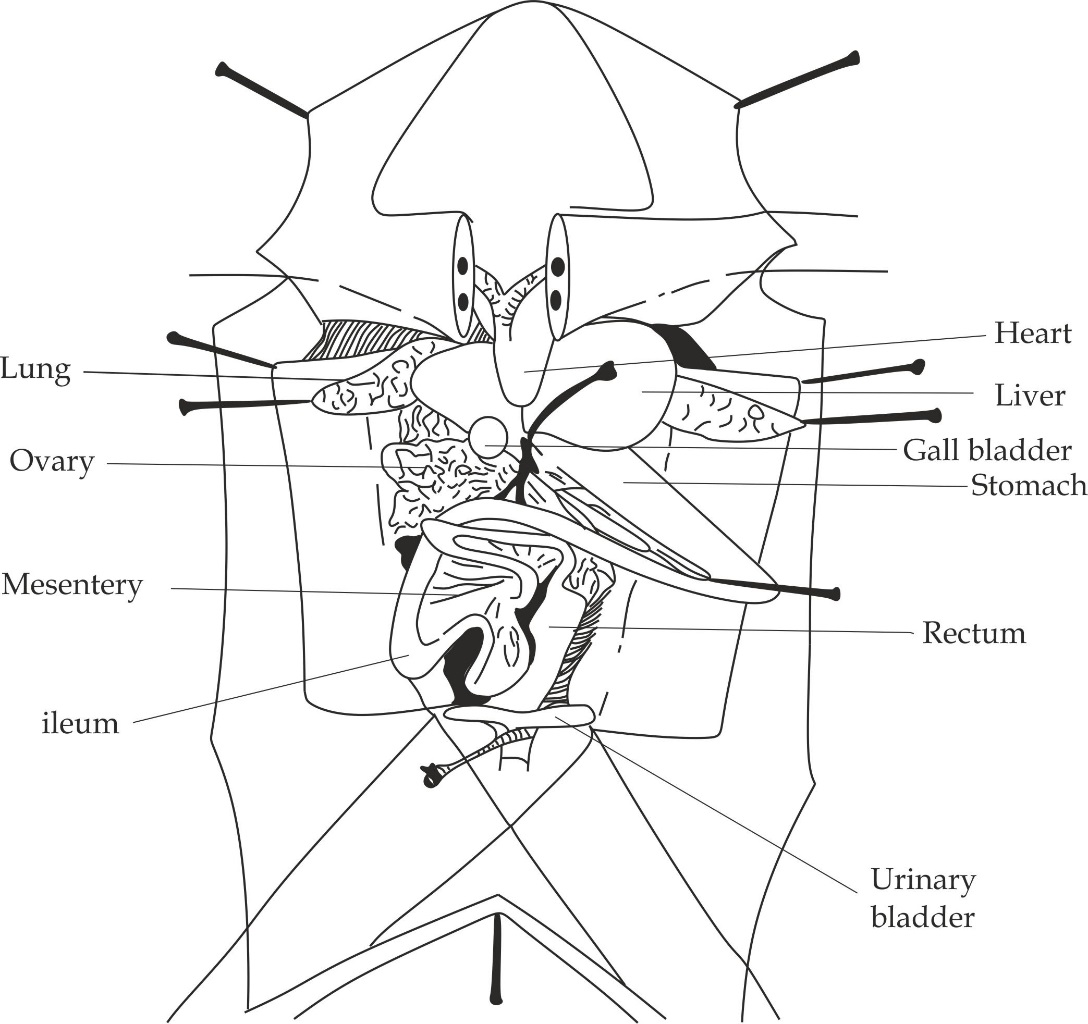 Heart
Lung
Liver
Gall bladder
Ovary
Stomach
Mesentery
Rectum
ileum
Urinary
bladder